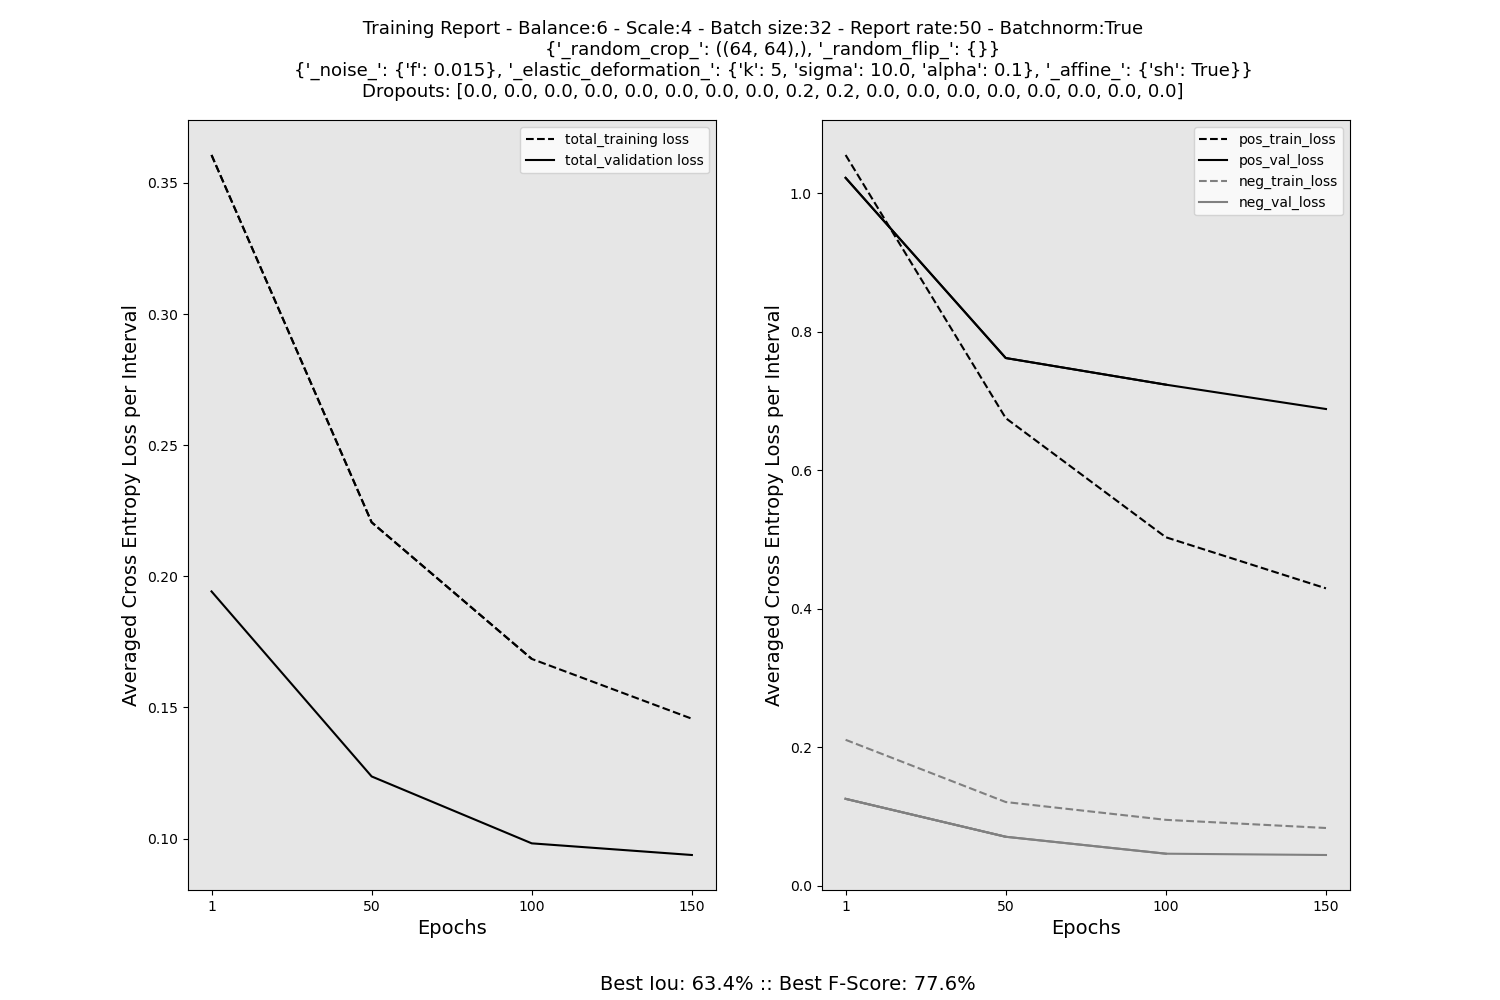 Training Report - Balance:6 - Scale:4 - Batch size:32 - Report rate:50 - Batchnorm:True
{'_random_crop_': ((64, 64),), '_random_flip_': {}}
{'_noise_': {'f': 0.015}, '_elastic_deformation_': {'k': 5, 'sigma': 10.0, 'alpha': 0.1}, '_affine_': {'sh': True}}
Dropouts: [0.0, 0.0, 0.0, 0.0, 0.0, 0.0, 0.0, 0.0, 0.2, 0.2, 0.0, 0.0, 0.0, 0.0, 0.0, 0.0, 0.0, 0.0]
total_training loss
total_validation loss
Averaged Cross Entropy Loss per Interval
0.35
0.30
0.25
0.20
0.15
0.10
1 50 100 150
Epochs
pos_train_loss
pos_val_loss
neg_train_loss
neg_val_loss
Averaged Cross Entropy Loss per Interval
1.0
0.8
0.6
0.4
0.2
0.0
1 50 100 150
Epochs
Best Iou: 63.4% :: Best F-Score: 77.6%